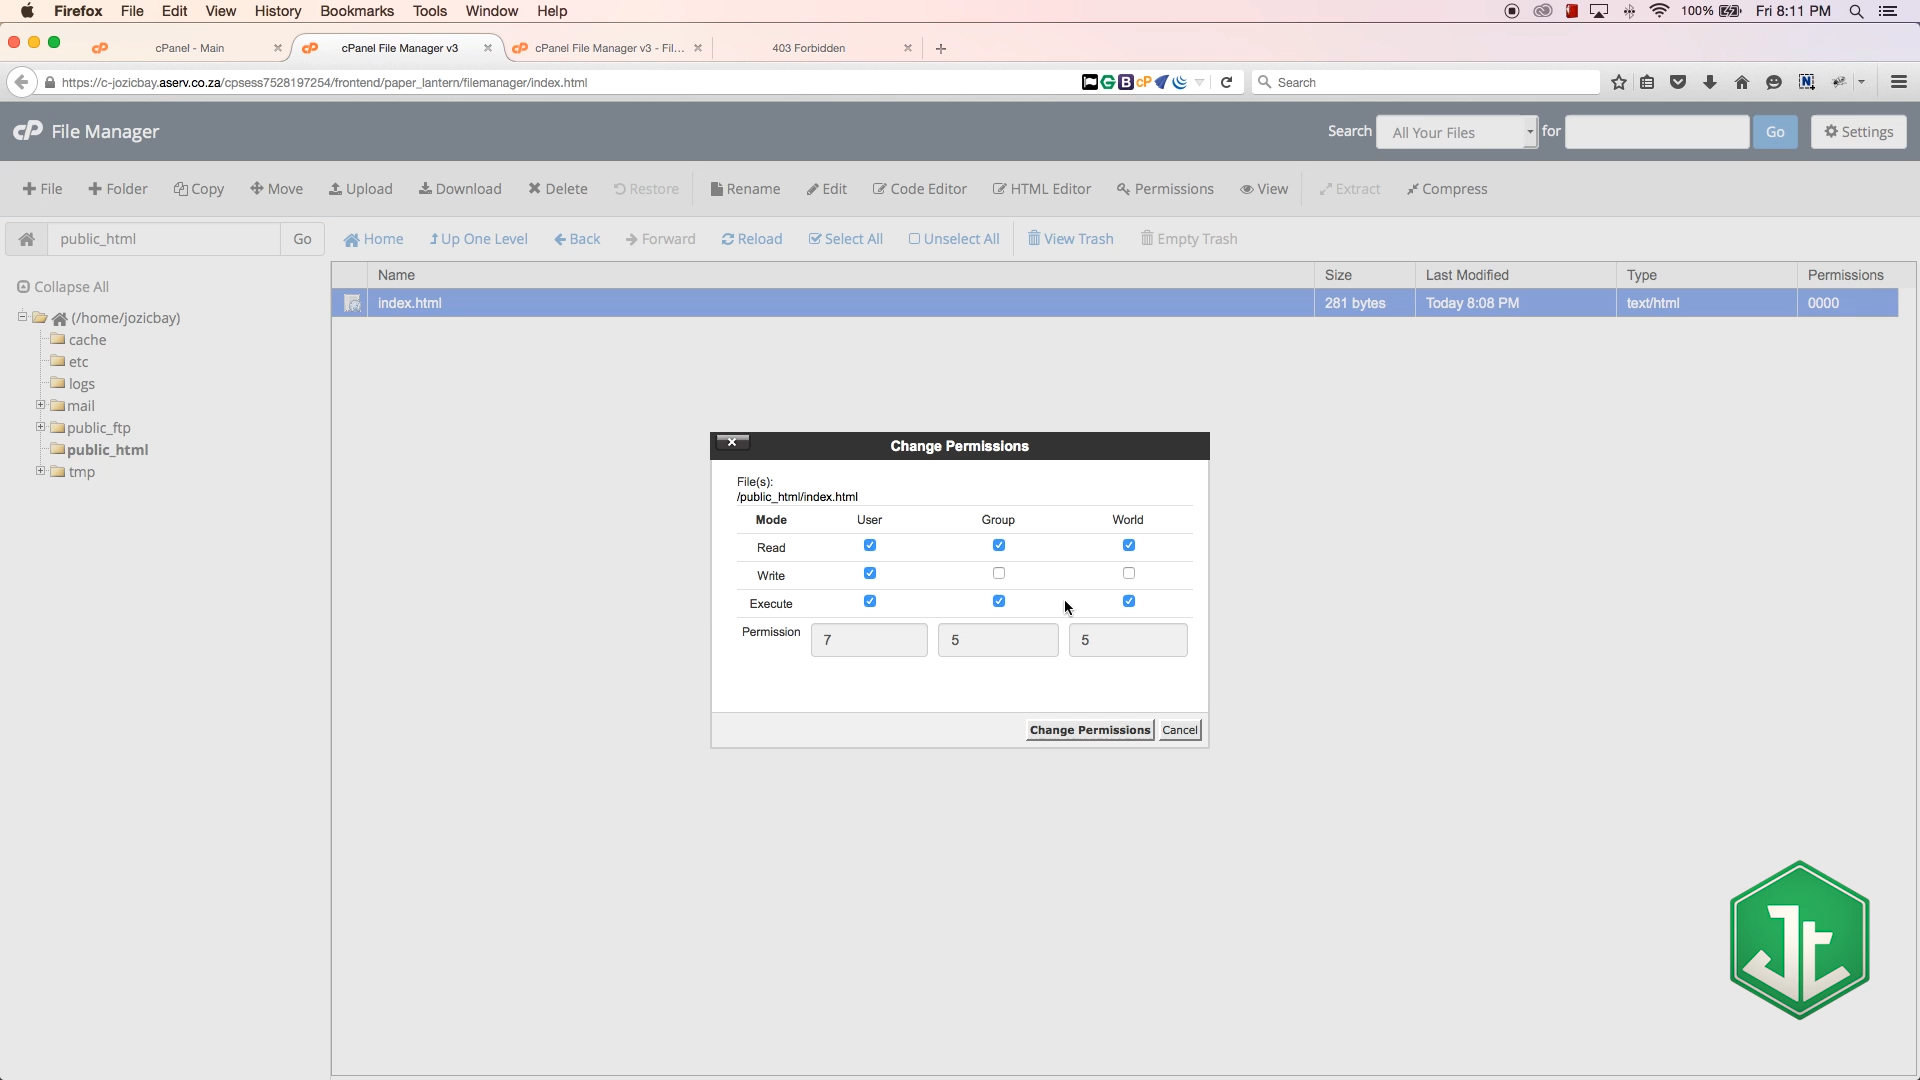 Firefox File Edit View History Bookmarks Tools Window Help 100% Fri 8:11 PM
cPanel - Main cPanel File Manager v3 cPanel File Manager v3 - Fil... 403 Forbidden
https://c-jozicbay.aserv.co.za/cpsess7528197254/frontend/paper_lantern/filemanager/index.html Search
cP File Manager Search All Your Files for Go Settings
File Folder Copy Move Upload Download Delete Restore Rename Edit Code Editor HTML Editor Permissions View Extract Compress
public_html Go Home Up One Level Back Forward Reload Select All Unselect All View Trash Empty Trash
Collapse All
Name Size Last Modified Type Permissions
index.html 281 bytes Today 8:08 PM text/html 0000
(/home/jozicbay)
cache
etc
logs
mail
public_ftp
public_html
tmp
Change Permissions
File(s):
/public_html/index.html
Mode User Group World
Read
Write
Execute
Permission 7 5 5
Change Permissions Cancel